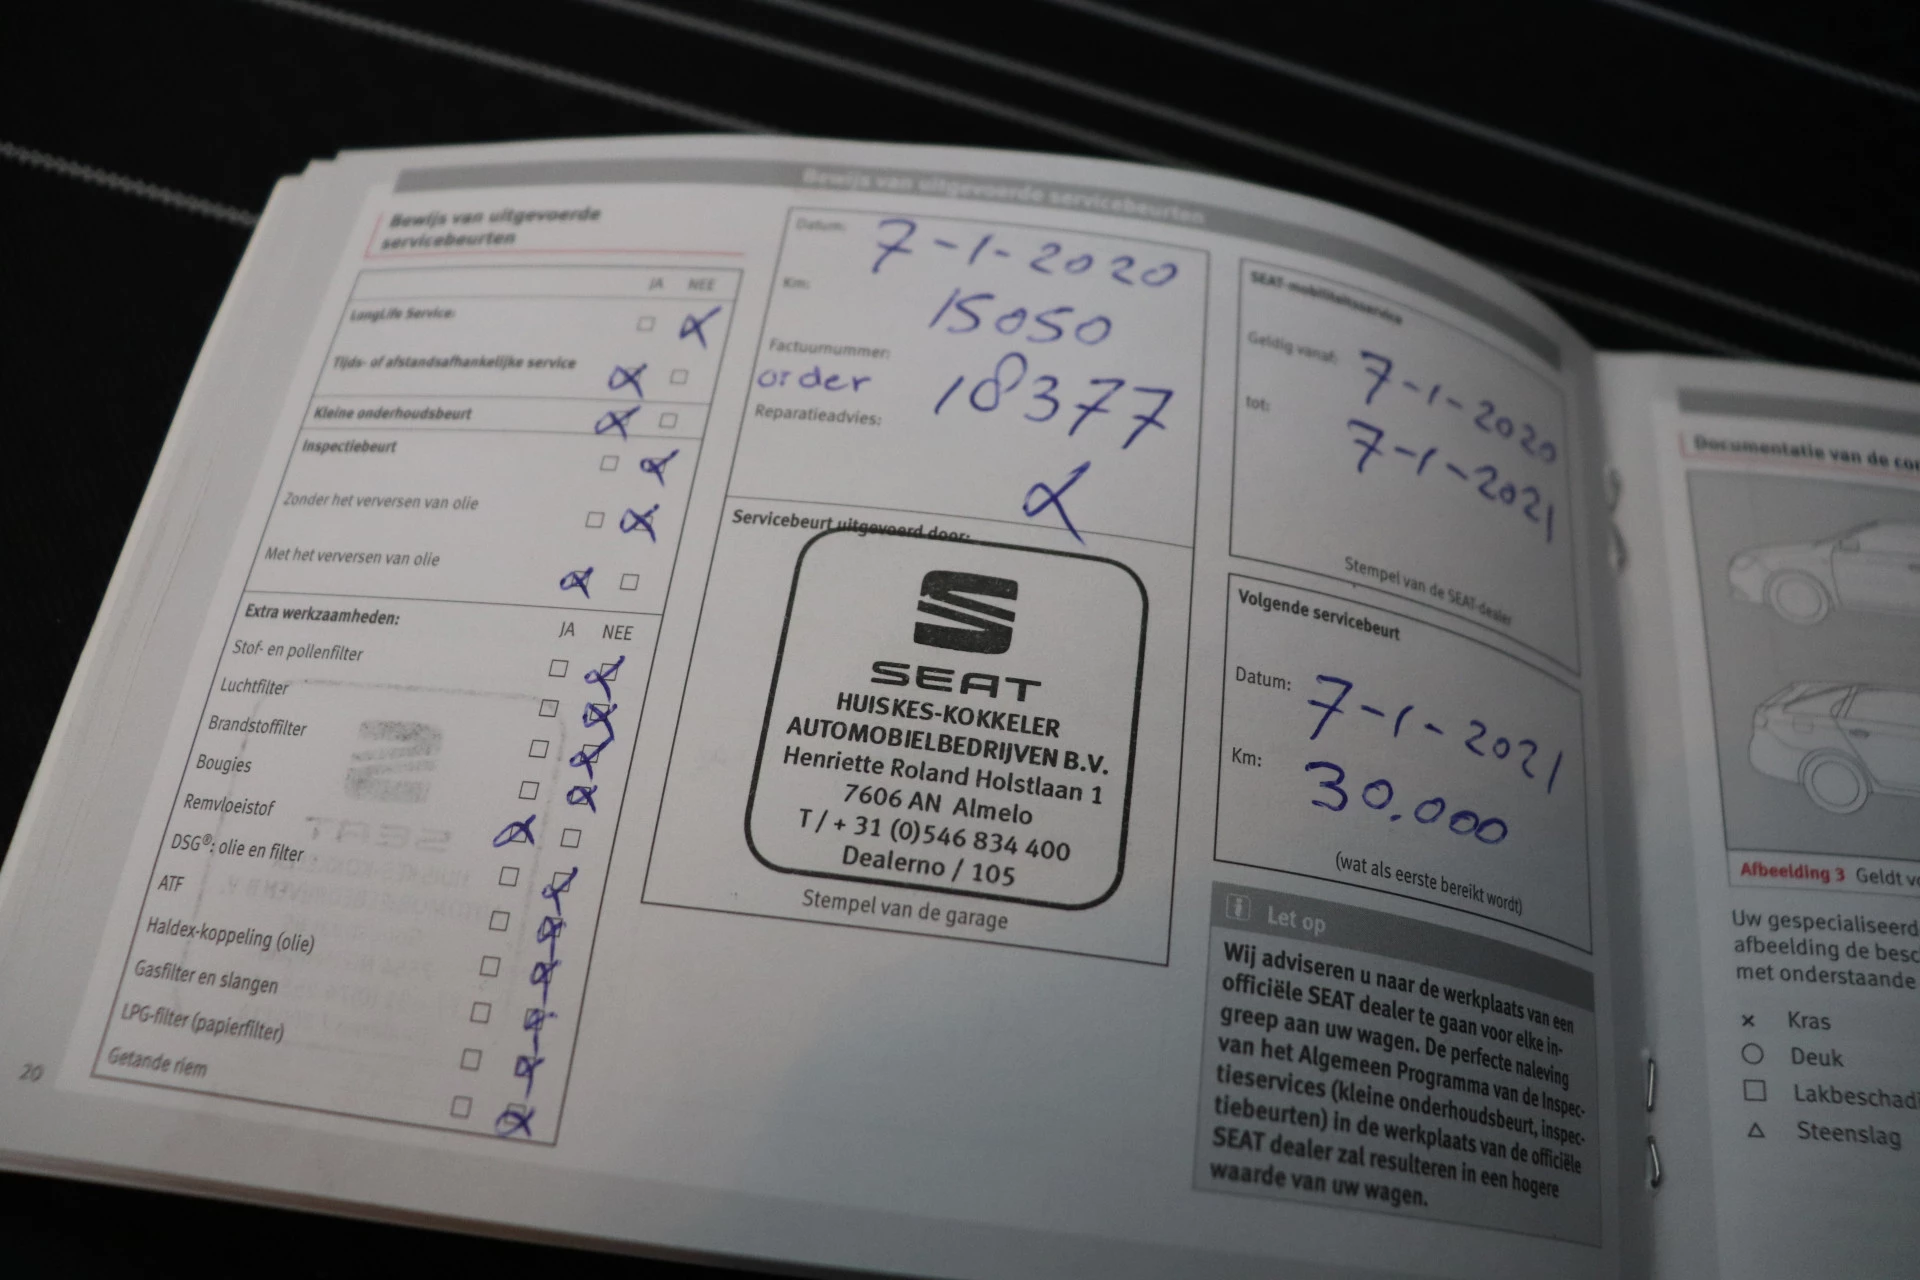 Bewijs van uitgevoerde servicebeurten
Bewijs van uitgevoerde
servicebeurten
JA NEE
LongLife Service:
Tijds- of afstandsafhankelijke service
Kleine onderhoudsbeurt
Inspectiebeurt
Zonder het verversen van olie
Met het verversen van olie
Extra werkzaamheden:
JA NEE
Stof- en pollenfilter
Luchtfilter
Brandstoffilter
Bougies
Remvloeistof
DSG®: olie en filter
ATF
Haldex-koppeling (olie)
Gasfilter en slangen
LPG-filter (papierfilter)
Getande riem
20
Datum: 7-1-2020
Km: 15050
Factuurnummer:
order 18377
Reparatieadvies:
Servicebeurt uitgevoerd door:
SEAT
HUISKES-KOKKELER
AUTOMOBIELBEDRIJVEN B.V.
Henriette Roland Holstlaan 1
7606 AN Almelo
T / + 31 (0)546 834 400
Dealerno / 105
Stempel van de garage
SEAT-mobiliteitsservice
Geldig vanaf: 7-1-2020
tot: 7-1-2021
Stempel van de SEAT-dealer
Volgende servicebeurt
Datum: 7-1-2021
Km: 30.000
(wat als eerste bereikt wordt)
Let op
Wij adviseren u naar de werkplaats van een
officiële SEAT dealer te gaan voor elke in-
greep aan uw wagen. De perfecte naleving
van het Algemeen Programma van de Inspec-
tieservices (kleine onderhoudsbeurt, inspec-
tiebeurten) in de werkplaats van de officiële
SEAT dealer zal resulteren in een hogere
waarde van uw wagen.
Documentatie van de
Afbeelding 3 Geldt
Uw gespecialiseerd
afbeelding de
met onderstaande
Kras
Deuk
Lakbeschadi
Steenslag